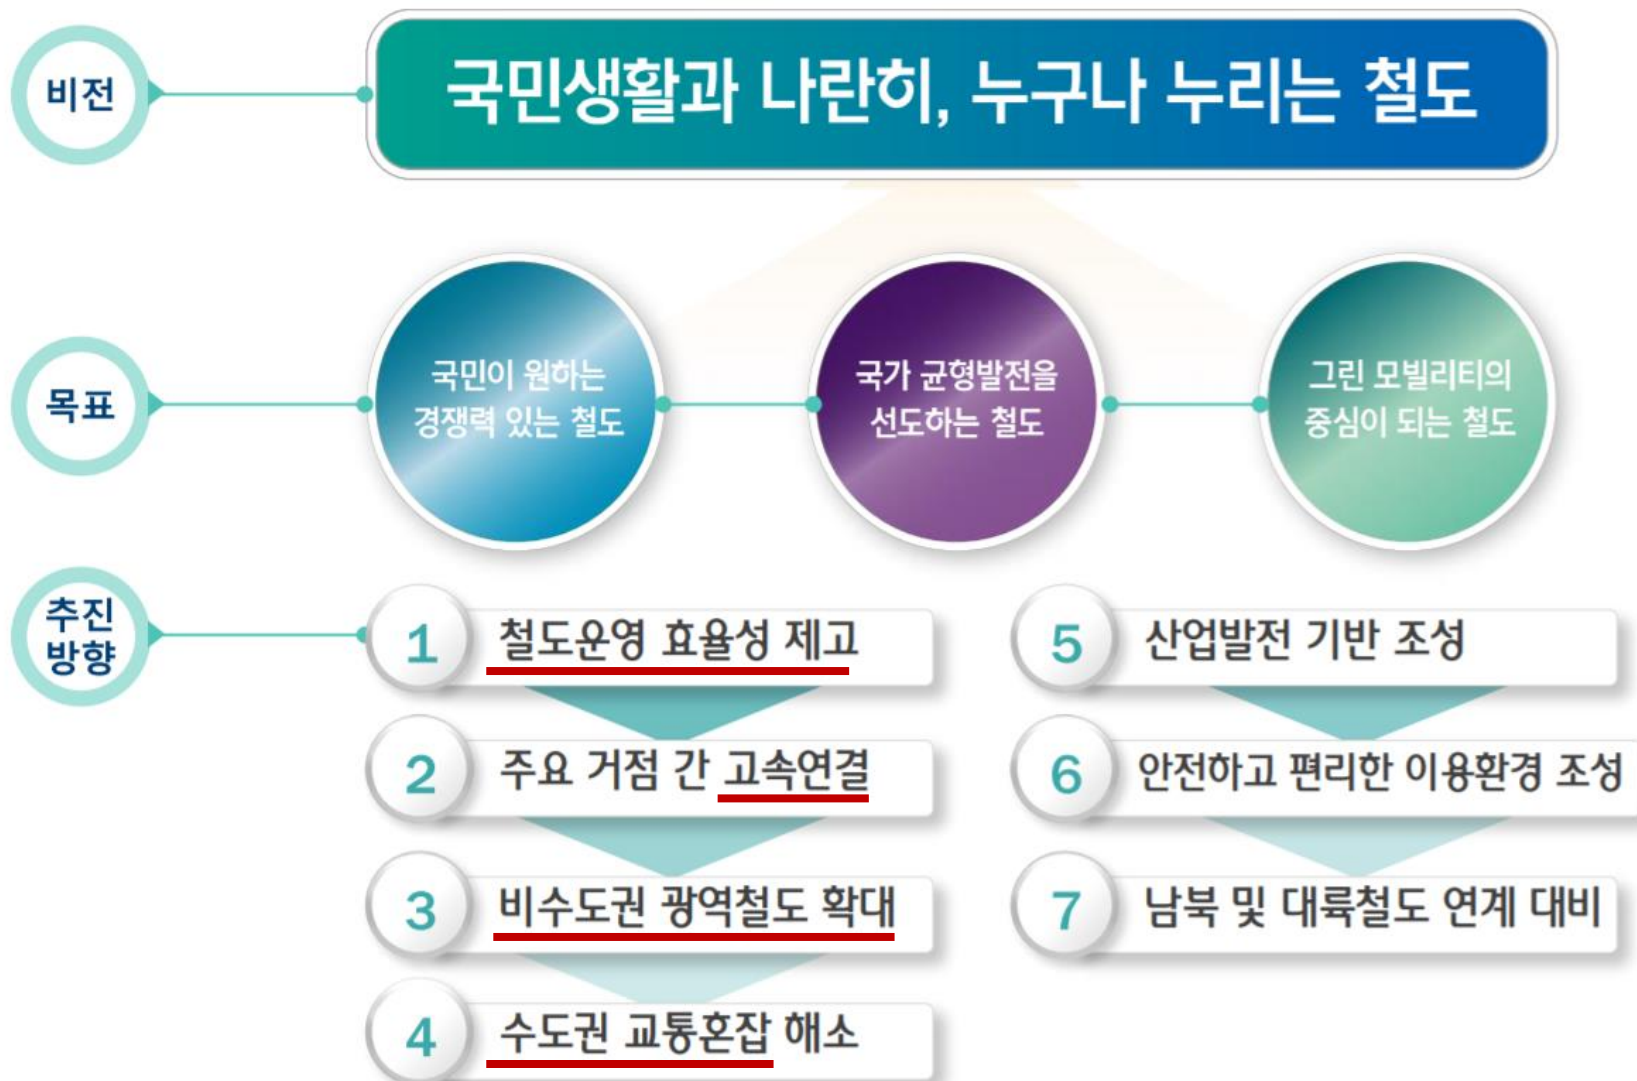 비전
국민생활과 나란히, 누구나 누리는 철도
목표
국민이 원하는
경쟁력 있는 철도
국가 균형발전을
선도하는 철도
그린 모빌리티의
중심이 되는 철도
추진
방향
1 철도운영 효율성 제고
2 주요 거점 간 고속연결
3 비수도권 광역철도 확대
4 수도권 교통혼잡 해소
5 산업발전 기반 조성
6 안전하고 편리한 이용환경 조성
7 남북 및 대륙철도 연계 대비